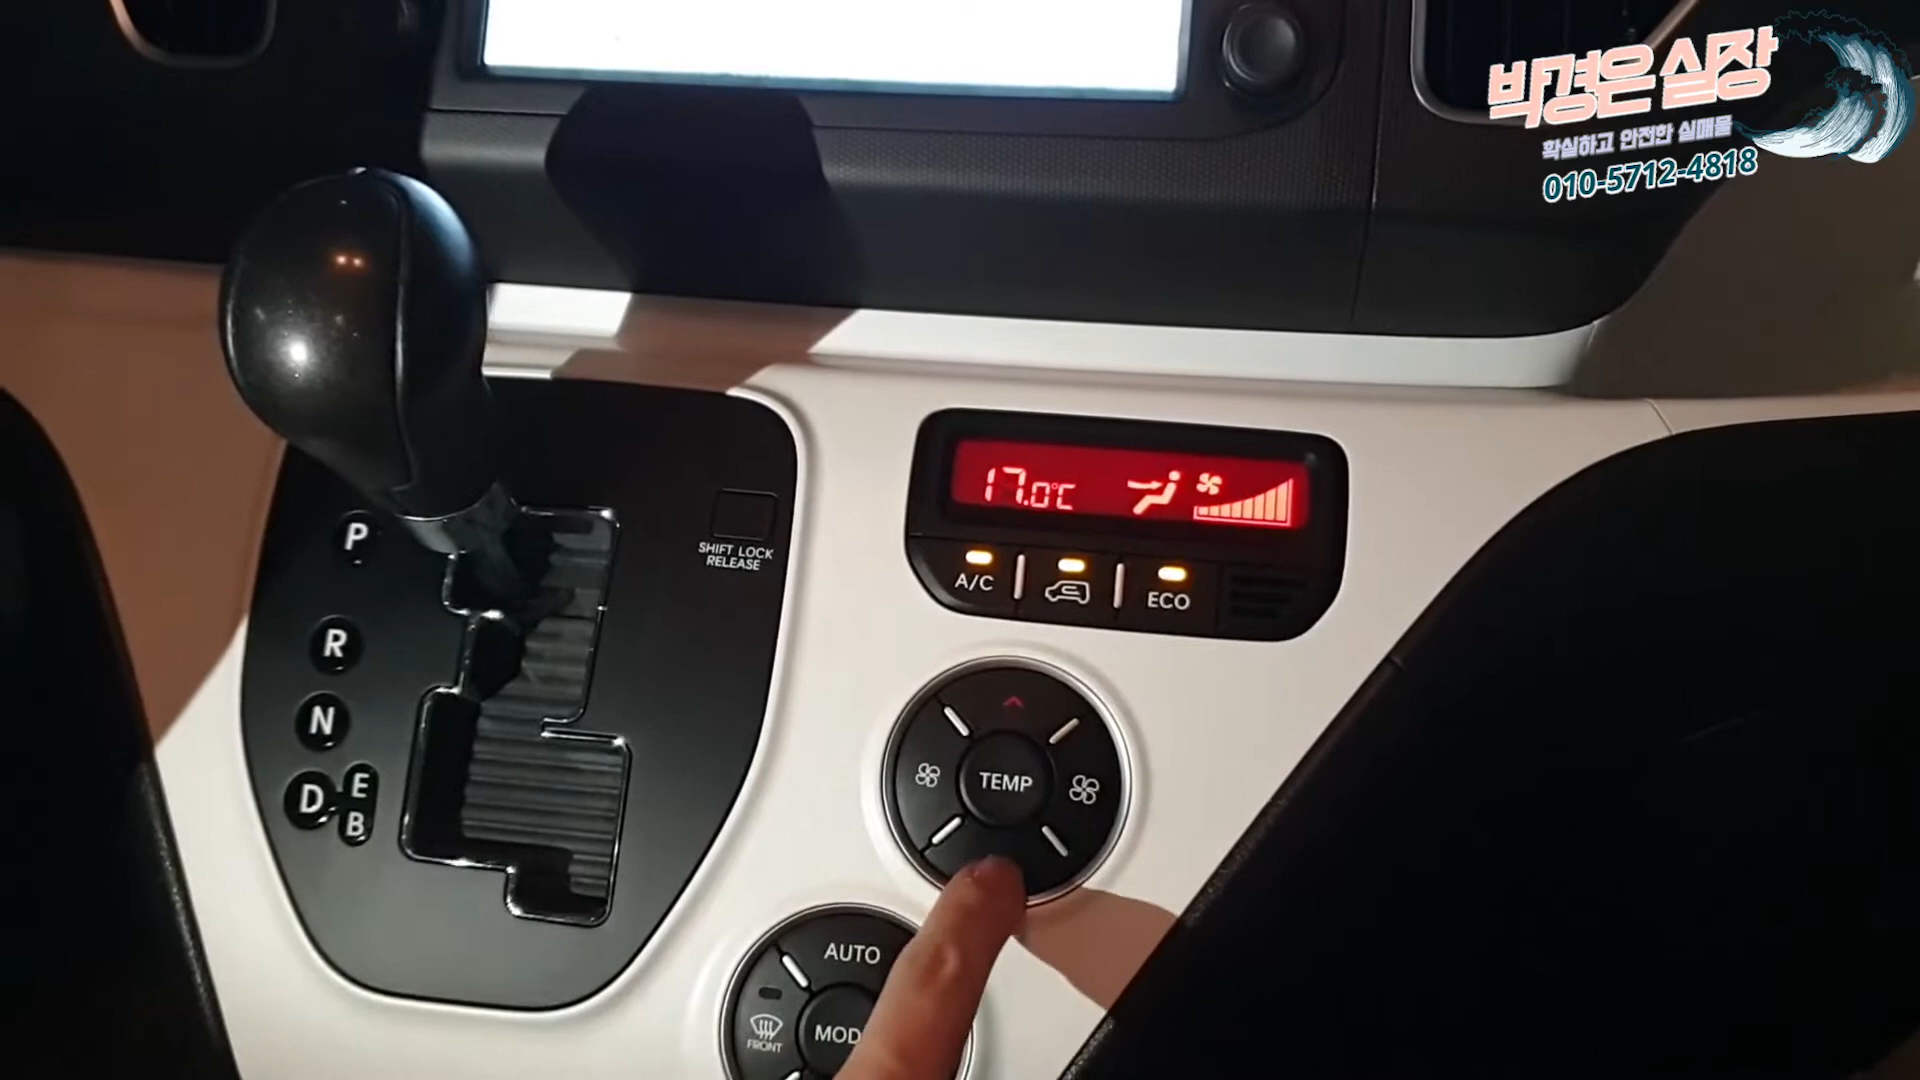 박경은 실장
확실하고 안전한 실매물
010-5712-4818
17.0°C
A/C
ECO
SHIFT LOCK
RELEASE
P
R
N
D
E
B
TEMP
AUTO
MOD
FRONT